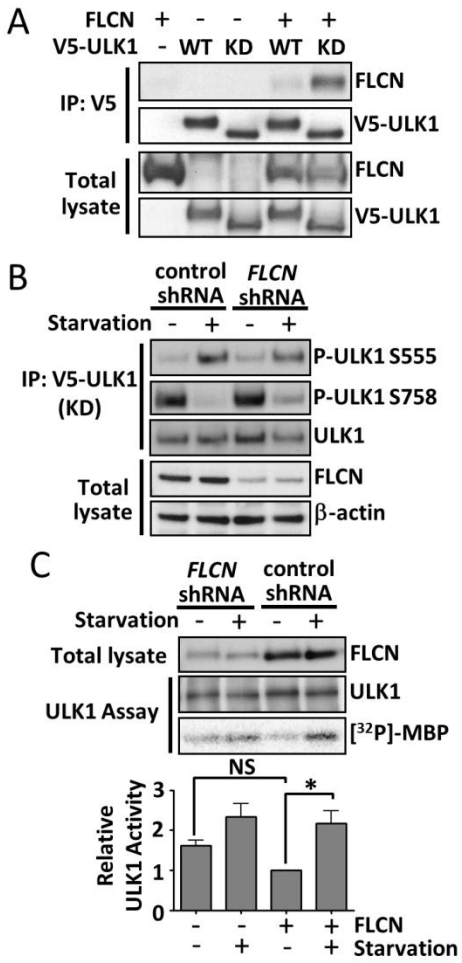 A
FLCN + - - + +
V5-ULK1 - WT KD WT KD
IP: V5
FLCN
V5-ULK1
Total lysate
FLCN
V5-ULK1
B
control shRNA
FLCN shRNA
Starvation - + - +
IP: V5-ULK1 (KD)
P-ULK1 S555
P-ULK1 S758
ULK1
Total lysate
FLCN
β-actin
C
FLCN shRNA
control shRNA
Starvation - + - +
Total lysate
FLCN
ULK1 Assay
ULK1
[³²P]-MBP
NS
*
Relative ULK1 Activity
3
2
1
0
- - + + FLCN
- + - + Starvation